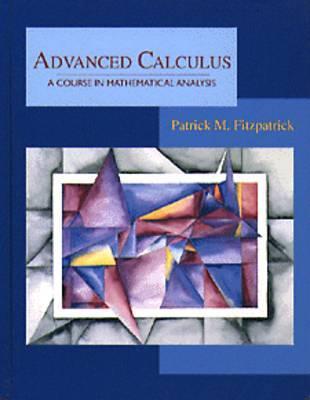 ADVANCED CALCULUS
A COURSE IN MATHEMATICAL ANALYSIS
Patrick M. Fitzpatrick